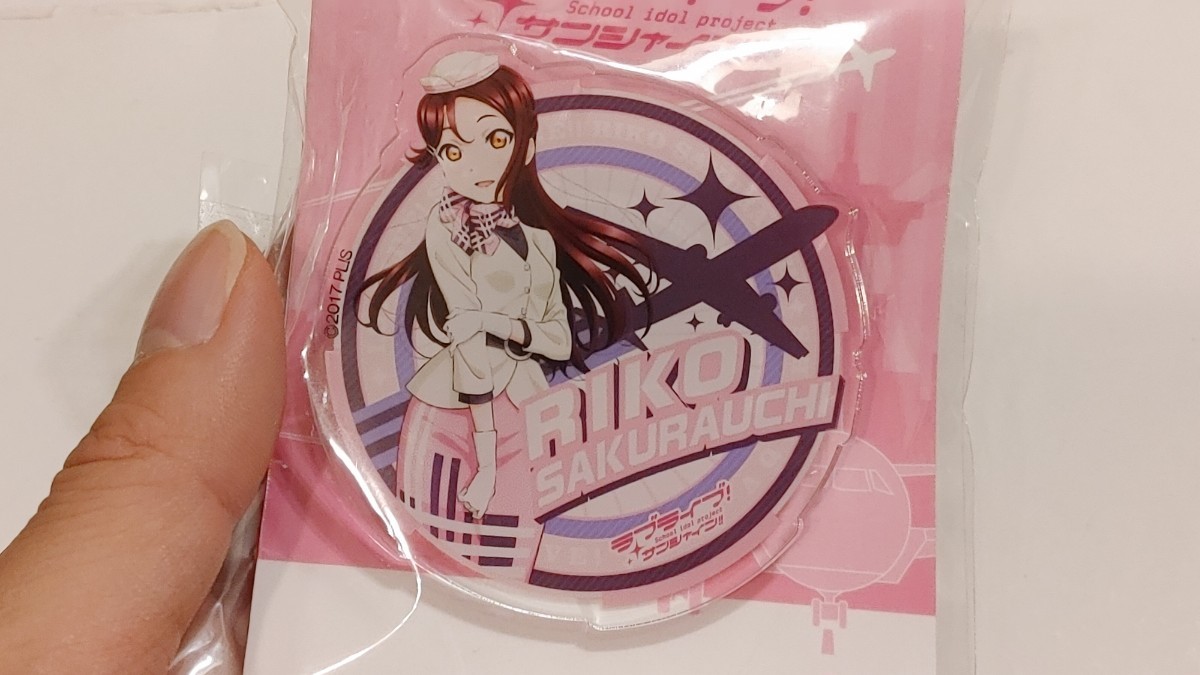 School idol project
サンシャイン
©2017 PLIS
RIKO
SAKURAUCHI
ラブライブ!
School idol project
サンシャイン!!